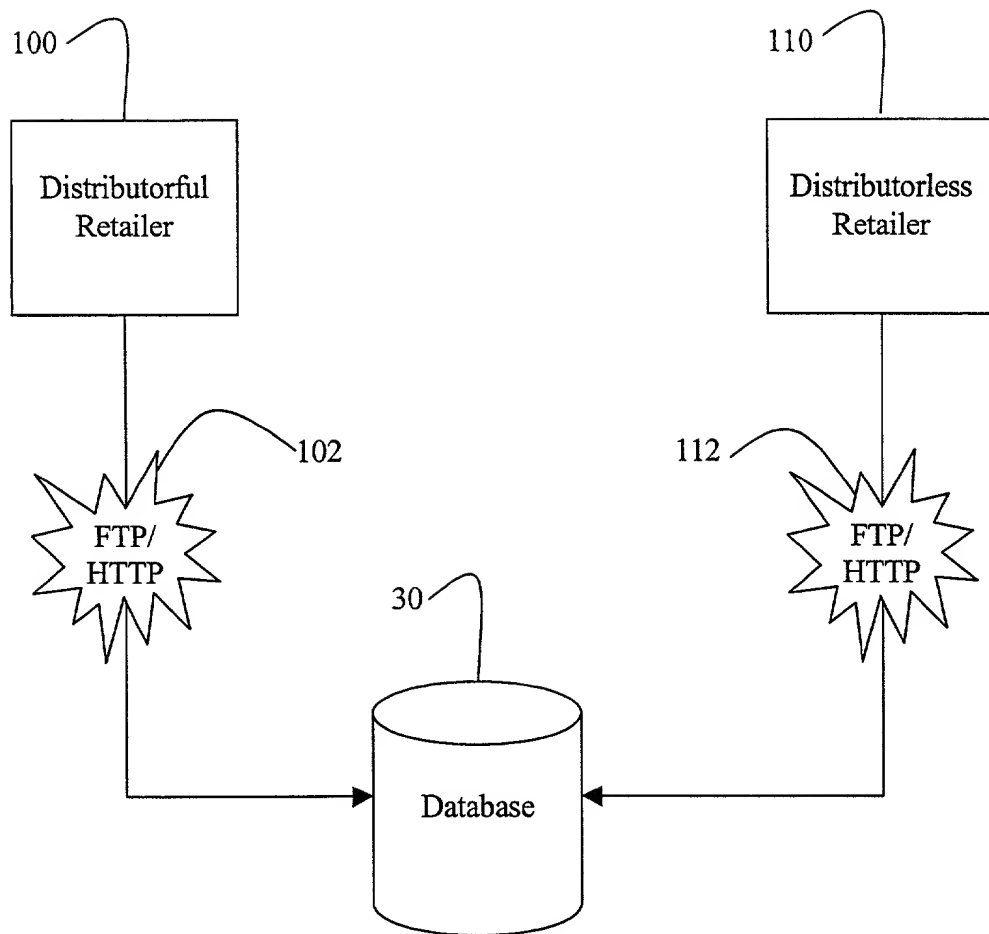 100
110
Distributorful
Retailer
Distributorless
Retailer
102
112
FTP/
HTTP
FTP/
HTTP
30
Database